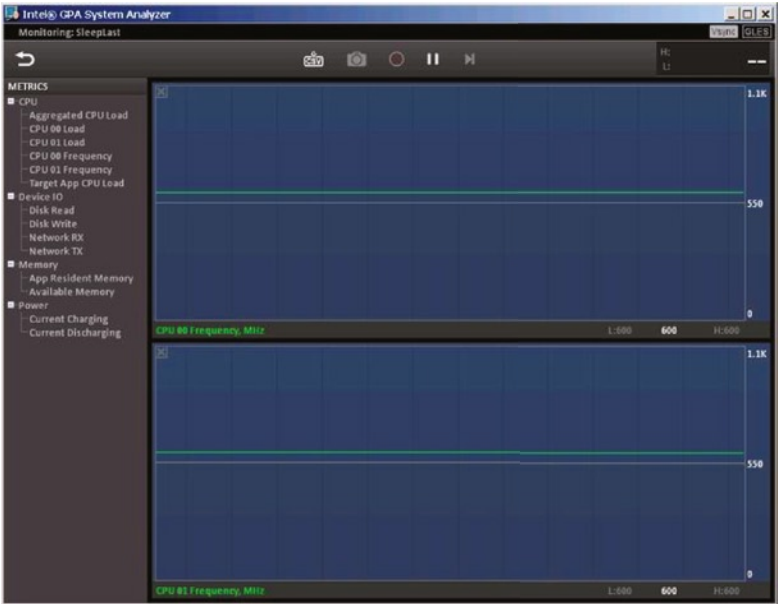 Intel® GPA System Analyzer
Monitoring: SleepLast
Vsync GLES
CSV
H:
L:
--
METRICS
CPU
Aggregated CPU Load
CPU 00 Load
CPU 01 Load
CPU 00 Frequency
CPU 01 Frequency
Target App CPU Load
Device IO
Disk Read
Disk Write
Network RX
Network TX
Memory
App Resident Memory
Available Memory
Power
Current Charging
Current Discharging
1.1K
550
0
CPU 00 Frequency, MHz L:600 600 H:600
1.1K
550
0
CPU 01 Frequency, MHz L:600 600 H:600